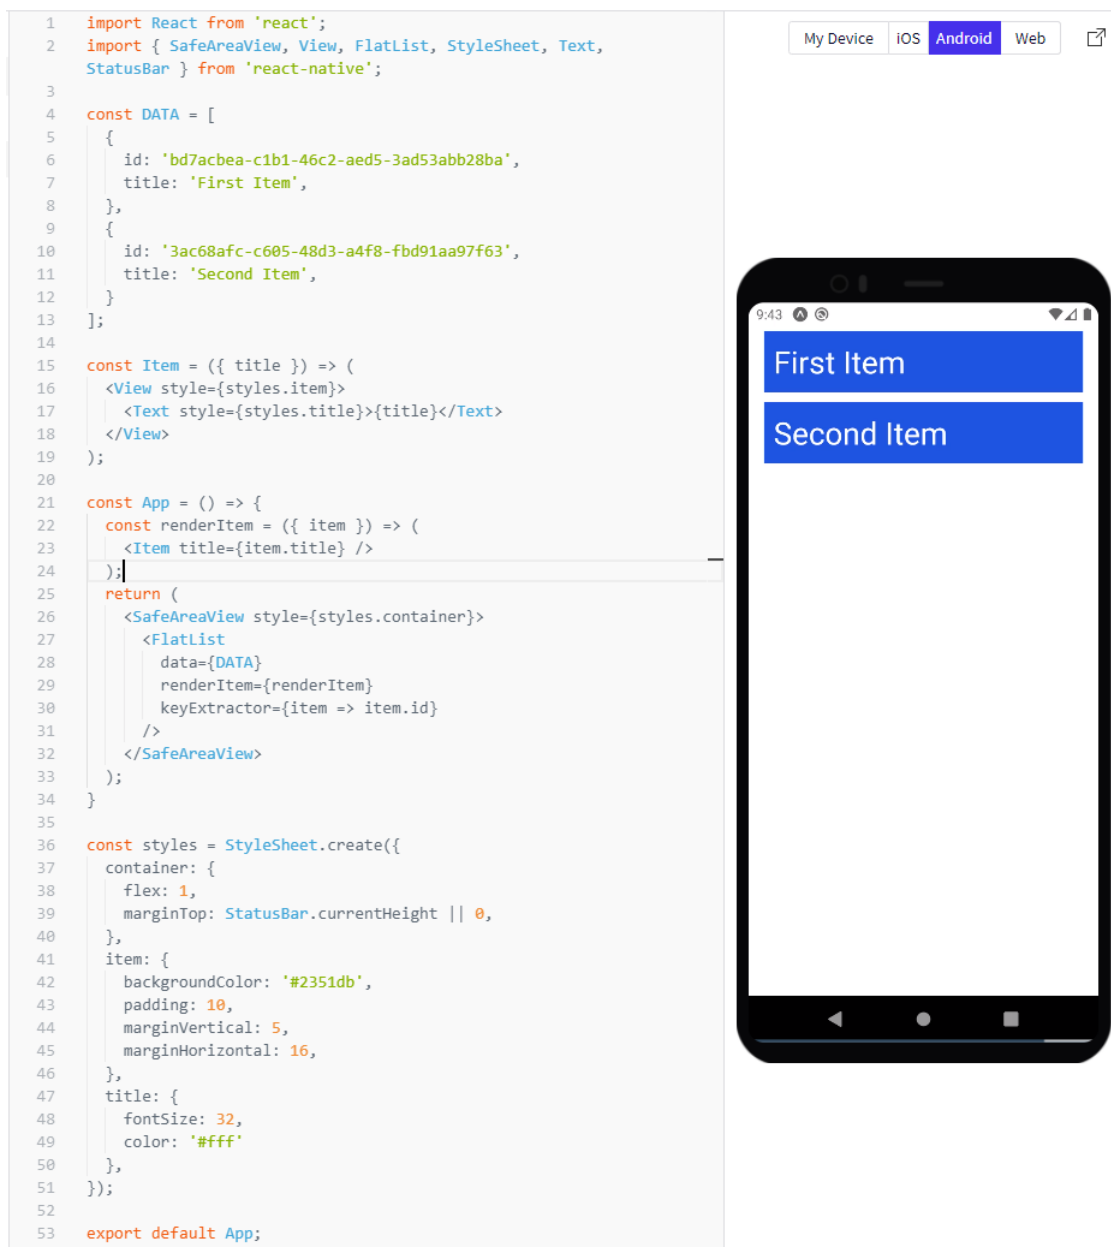 1 import React from 'react';
2 import { SafeAreaView, View, FlatList, StyleSheet, Text,
StatusBar } from 'react-native';
3
4 const DATA = [
5   {
6     id: 'bd7acbea-c1b1-46c2-aed5-3ad53abb28ba',
7     title: 'First Item',
8   },
9   {
10     id: '3ac68afc-c605-48d3-a4f8-fbd91aa97f63',
11     title: 'Second Item',
12   }
13 ];
14
15 const Item = ({ title }) => (
16   <View style={styles.item}>
17     <Text style={styles.title}>{title}</Text>
18   </View>
19 );
20
21 const App = () => {
22   const renderItem = ({ item }) => (
23     <Item title={item.title} />
24   );
25   return (
26     <SafeAreaView style={styles.container}>
27       <FlatList
28         data={DATA}
29         renderItem={renderItem}
30         keyExtractor={item => item.id}
31       />
32     </SafeAreaView>
33   );
34 }
35
36 const styles = StyleSheet.create({
37   container: {
38     flex: 1,
39     marginTop: StatusBar.currentHeight || 0,
40   },
41   item: {
42     backgroundColor: '#2351db',
43     padding: 10,
44     marginVertical: 5,
45     marginHorizontal: 16,
46   },
47   title: {
48     fontSize: 32,
49     color: '#fff'
50   },
51 });
52
53 export default App;
My Device iOS Android Web
9:43
First Item
Second Item